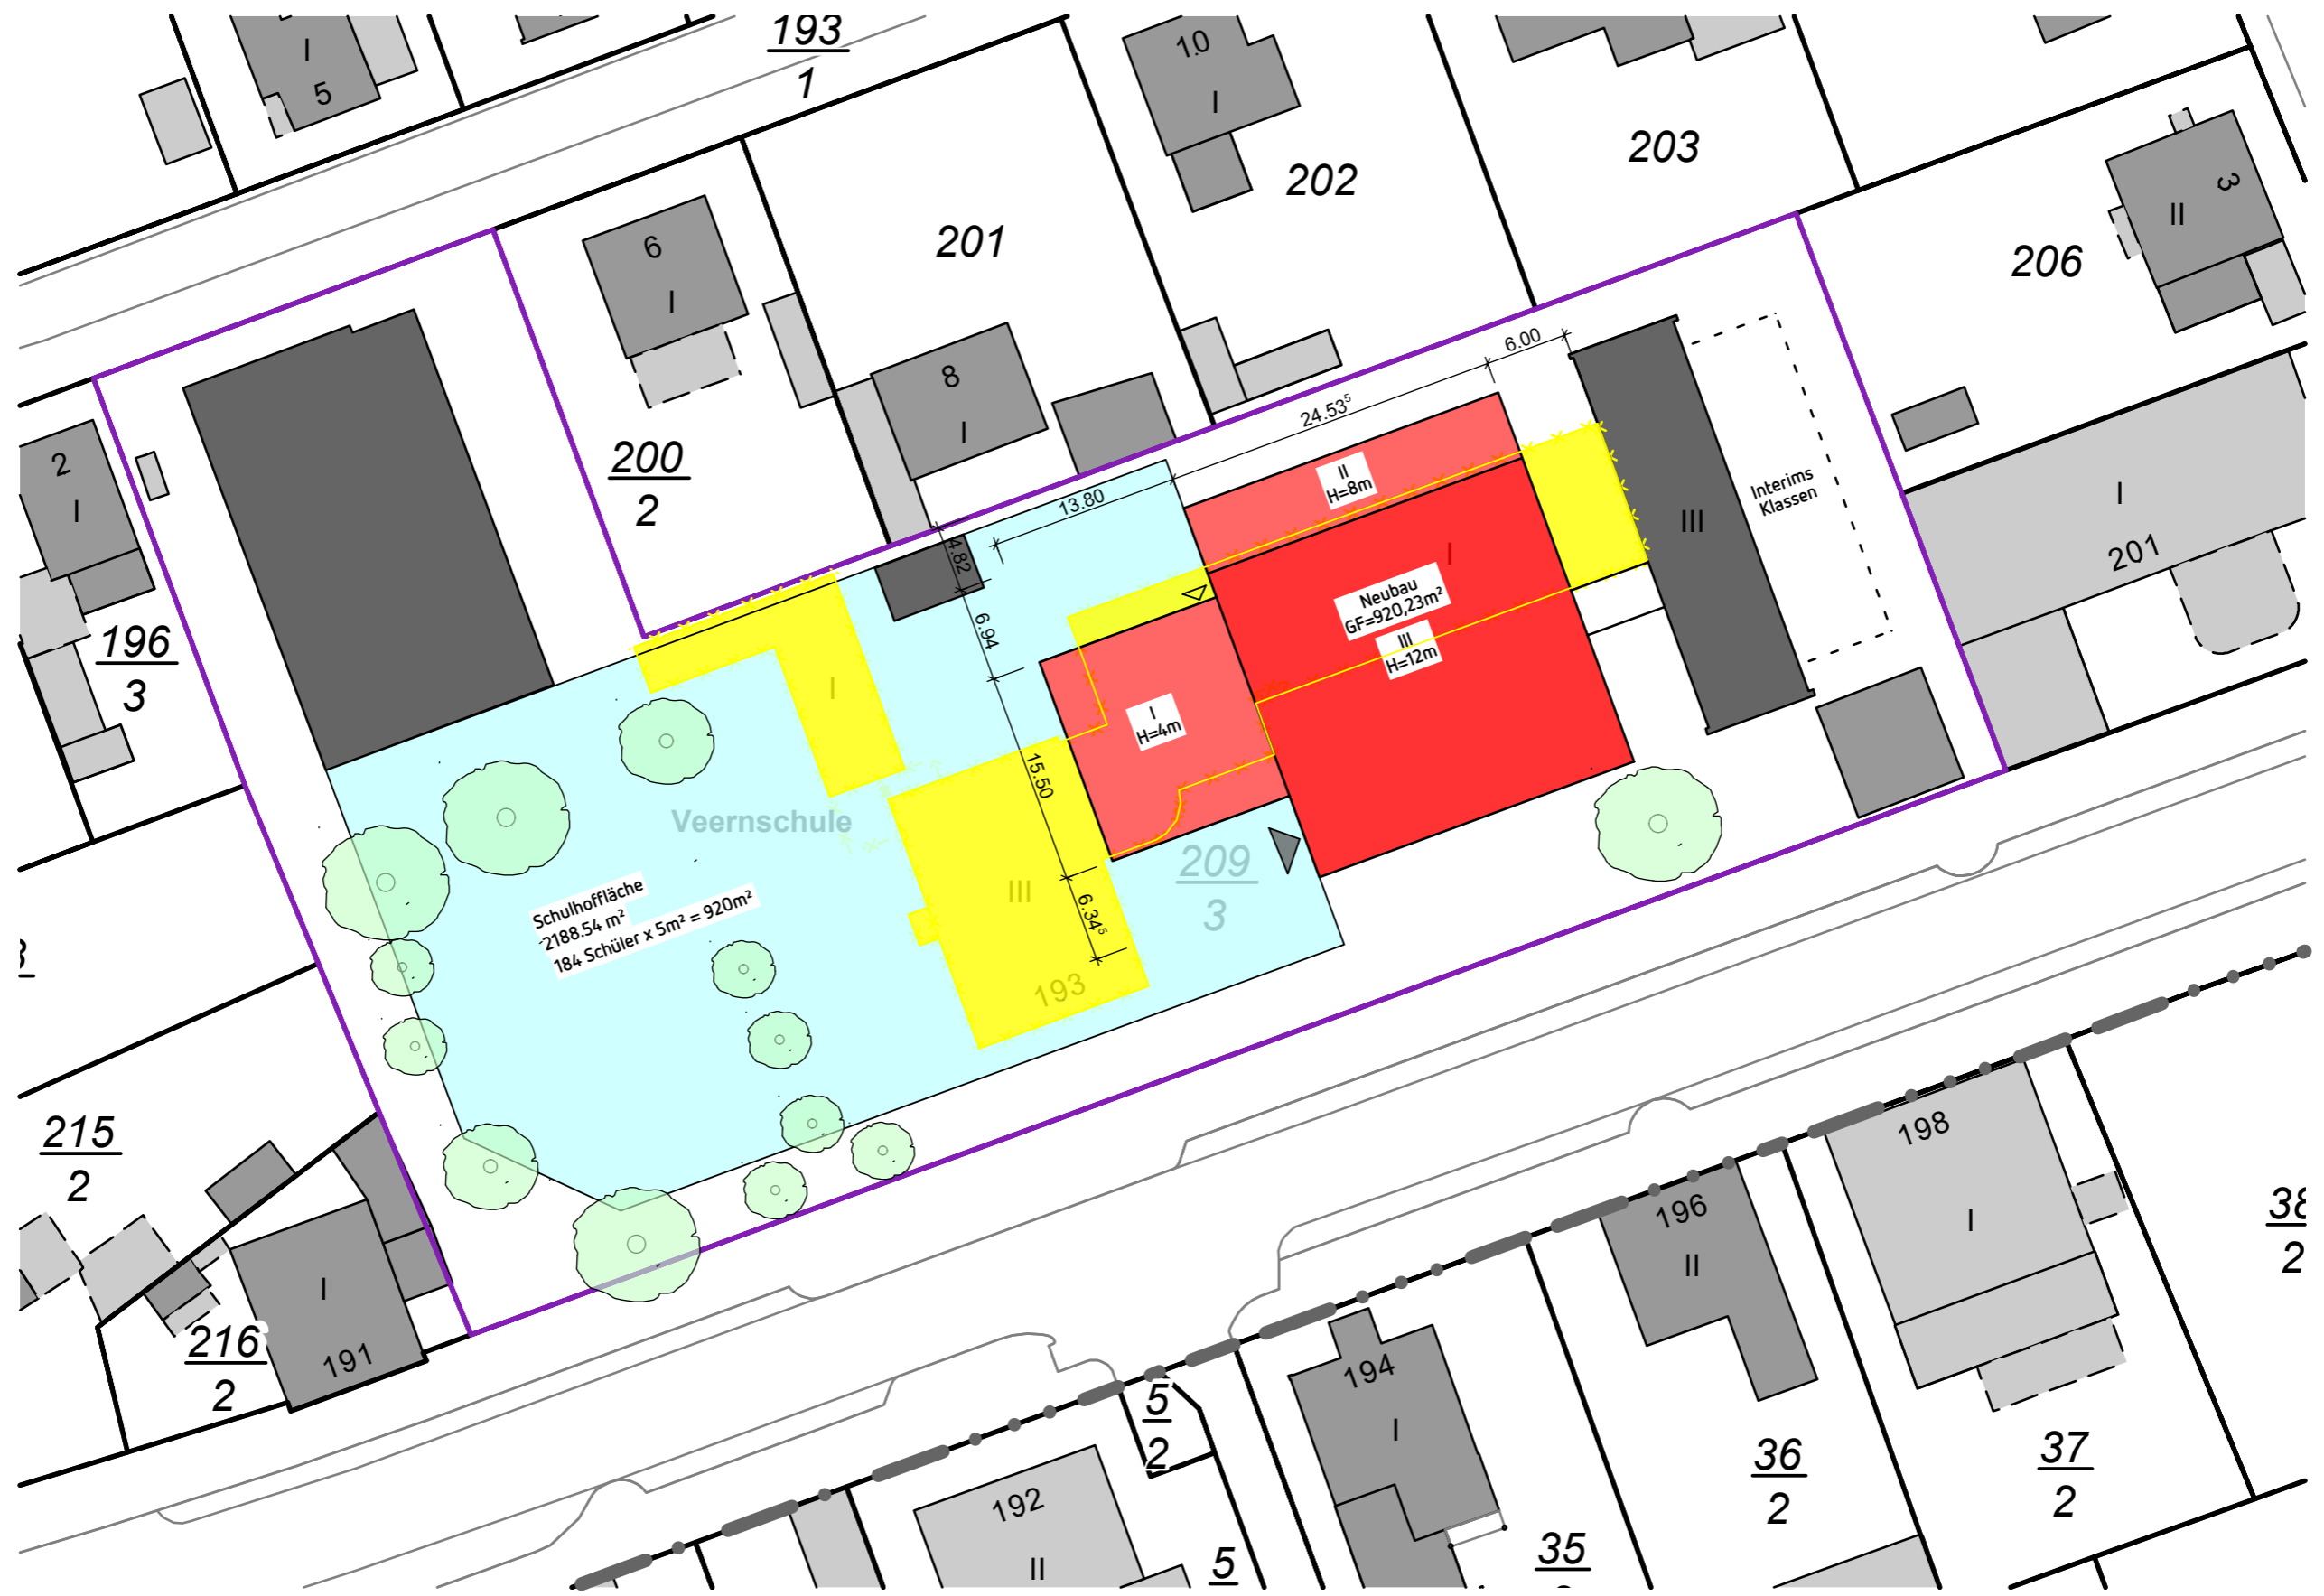 193
1
I
5
10
I
203
202
3
II
206
6
I
201
200
2
8
I
6.00
24.53⁵
13.80
4.82
6.94
15.50
6.34⁵
II
H=8m
I
Neubau
GF=920,23m²
III
H=12m
I
H=4m
III
Interims
Klassen
I
201
2
I
196
3
I
Veernschule
III
193
209
3
Schulhoffläche
2188.54 m²
184 Schüler x 5m² = 920m²
215
2
I
191
216
2
198
I
196
II
38
2
194
I
5
2
36
2
37
2
192
II
5
35